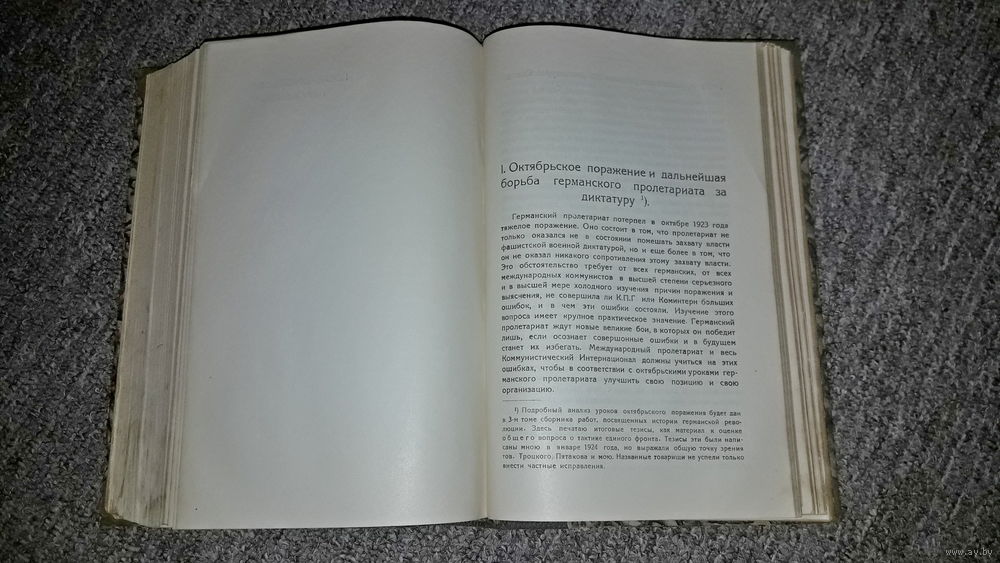 I. Октябрьское поражение и дальнейшая
борьба германского пролетариата за
диктатуру ¹).
Германский пролетариат потерпел в октябре 1923 года
тяжелое поражение. Оно состоит в том, что пролетариат не
только оказался не в состоянии помешать захвату власти
фашистской военной диктатурой, но и еще более в том, что
он не оказал никакого сопротивления этому захвату власти.
Это обстоятельство требует от всех германских, от всех
международных коммунистов в высшей степени серьезного
и в высшей мере холодного изучения причин поражения и
выяснения, не совершила ли К.П.Г или Коминтерн больших
ошибок, и в чем эти ошибки состояли. Изучение этого
вопроса имеет крупное практическое значение. Германский
пролетариат ждут новые великие бои, в которых он победит
лишь, если осознает совершонные ошибки и в будущем
станет их избегать. Международный пролетариат и весь
Коммунистический Интернационал должны учиться на этих
ошибках, чтобы в соответствии с октябрьскими уроками гер-
манского пролетариата улучшить свою позицию и свою
организацию.
¹) Подробный анализ уроков октябрьского поражения будет дан
в 3-м томе сборника работ, посвященных истории германской рево-
люции. Здесь печатаю итоговые тезисы, как материал к оценке
общего вопроса о тактике единого фронта. Тезисы эти были напи-
саны мною в январе 1924 года, но выражали общую точку зрения
тов. Троцкого, Пятакова и мою. Названные товарищи не успели только
внести частные исправления.
www.ay.by